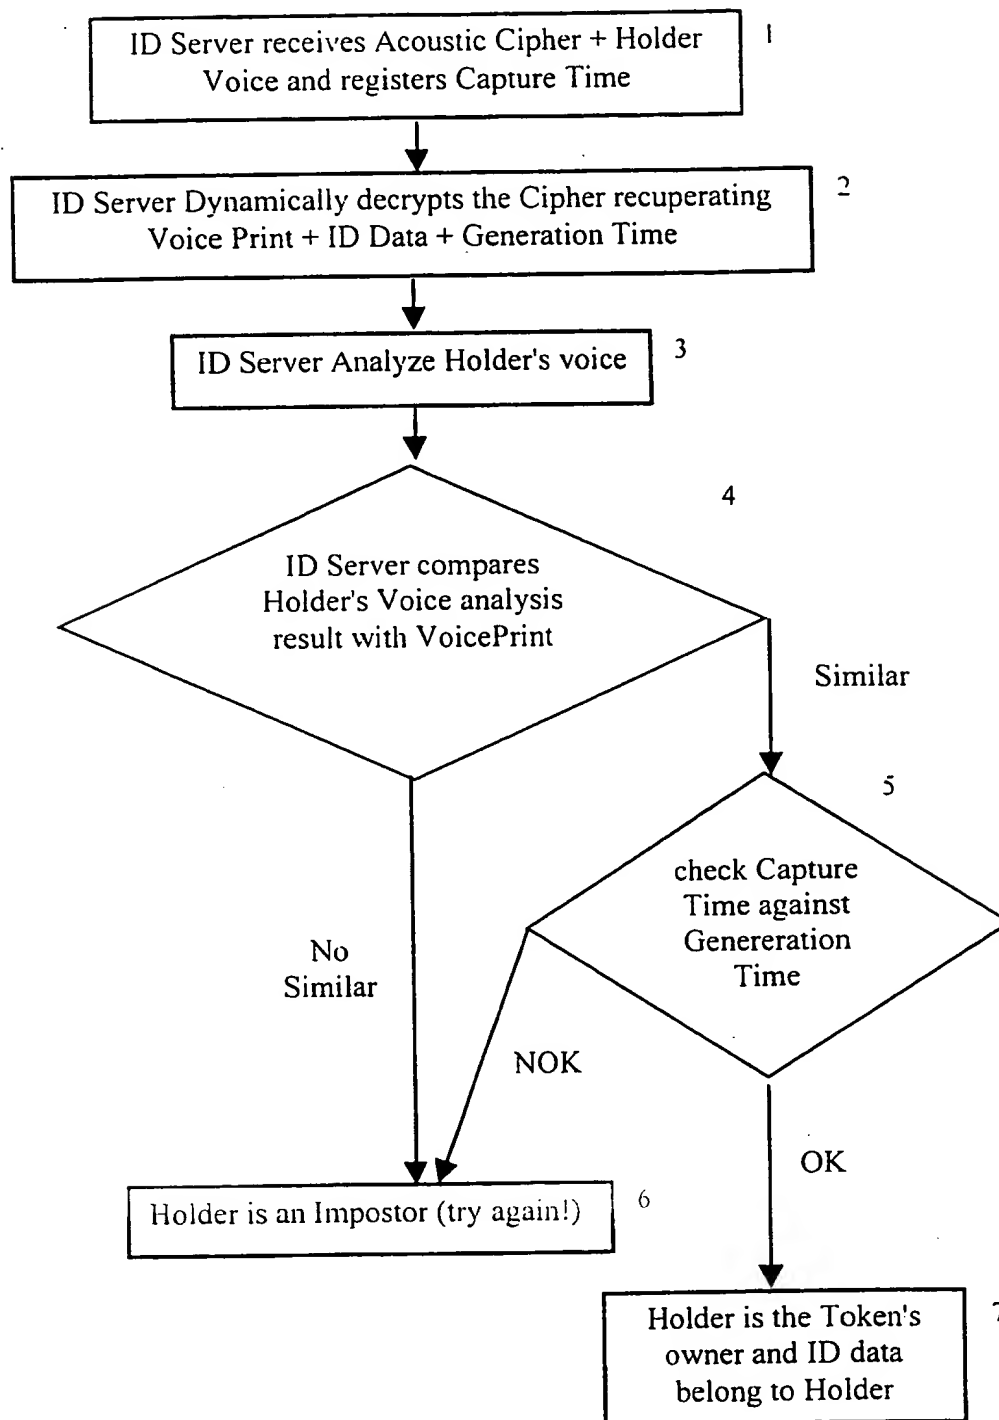 ID Server receives Acoustic Cipher + Holder
Voice and registers Capture Time
1
ID Server Dynamically decrypts the Cipher recuperating
Voice Print + ID Data + Generation Time
2
ID Server Analyze Holder's voice
3
4
ID Server compares
Holder's Voice analysis
result with VoicePrint
Similar
5
check Capture
Time against
Genereration
Time
No
Similar
NOK
OK
Holder is an Impostor (try again!)
6
Holder is the Token's
owner and ID data
belong to Holder
7